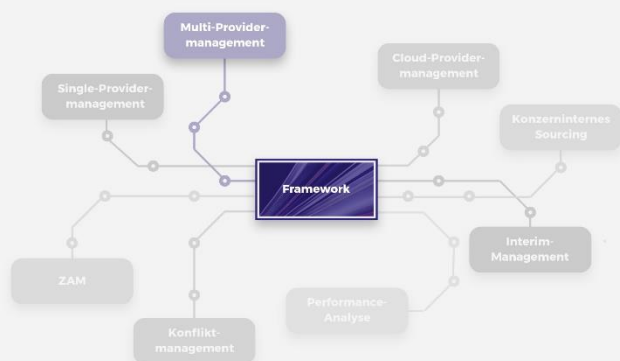 Multi-Provider-
management
Cloud-Provider-
management
Single-Provider-
management
Konzerninternes
Sourcing
Framework
Interim-
Management
ZAM
Performance-
Analyse
Konflikt-
management